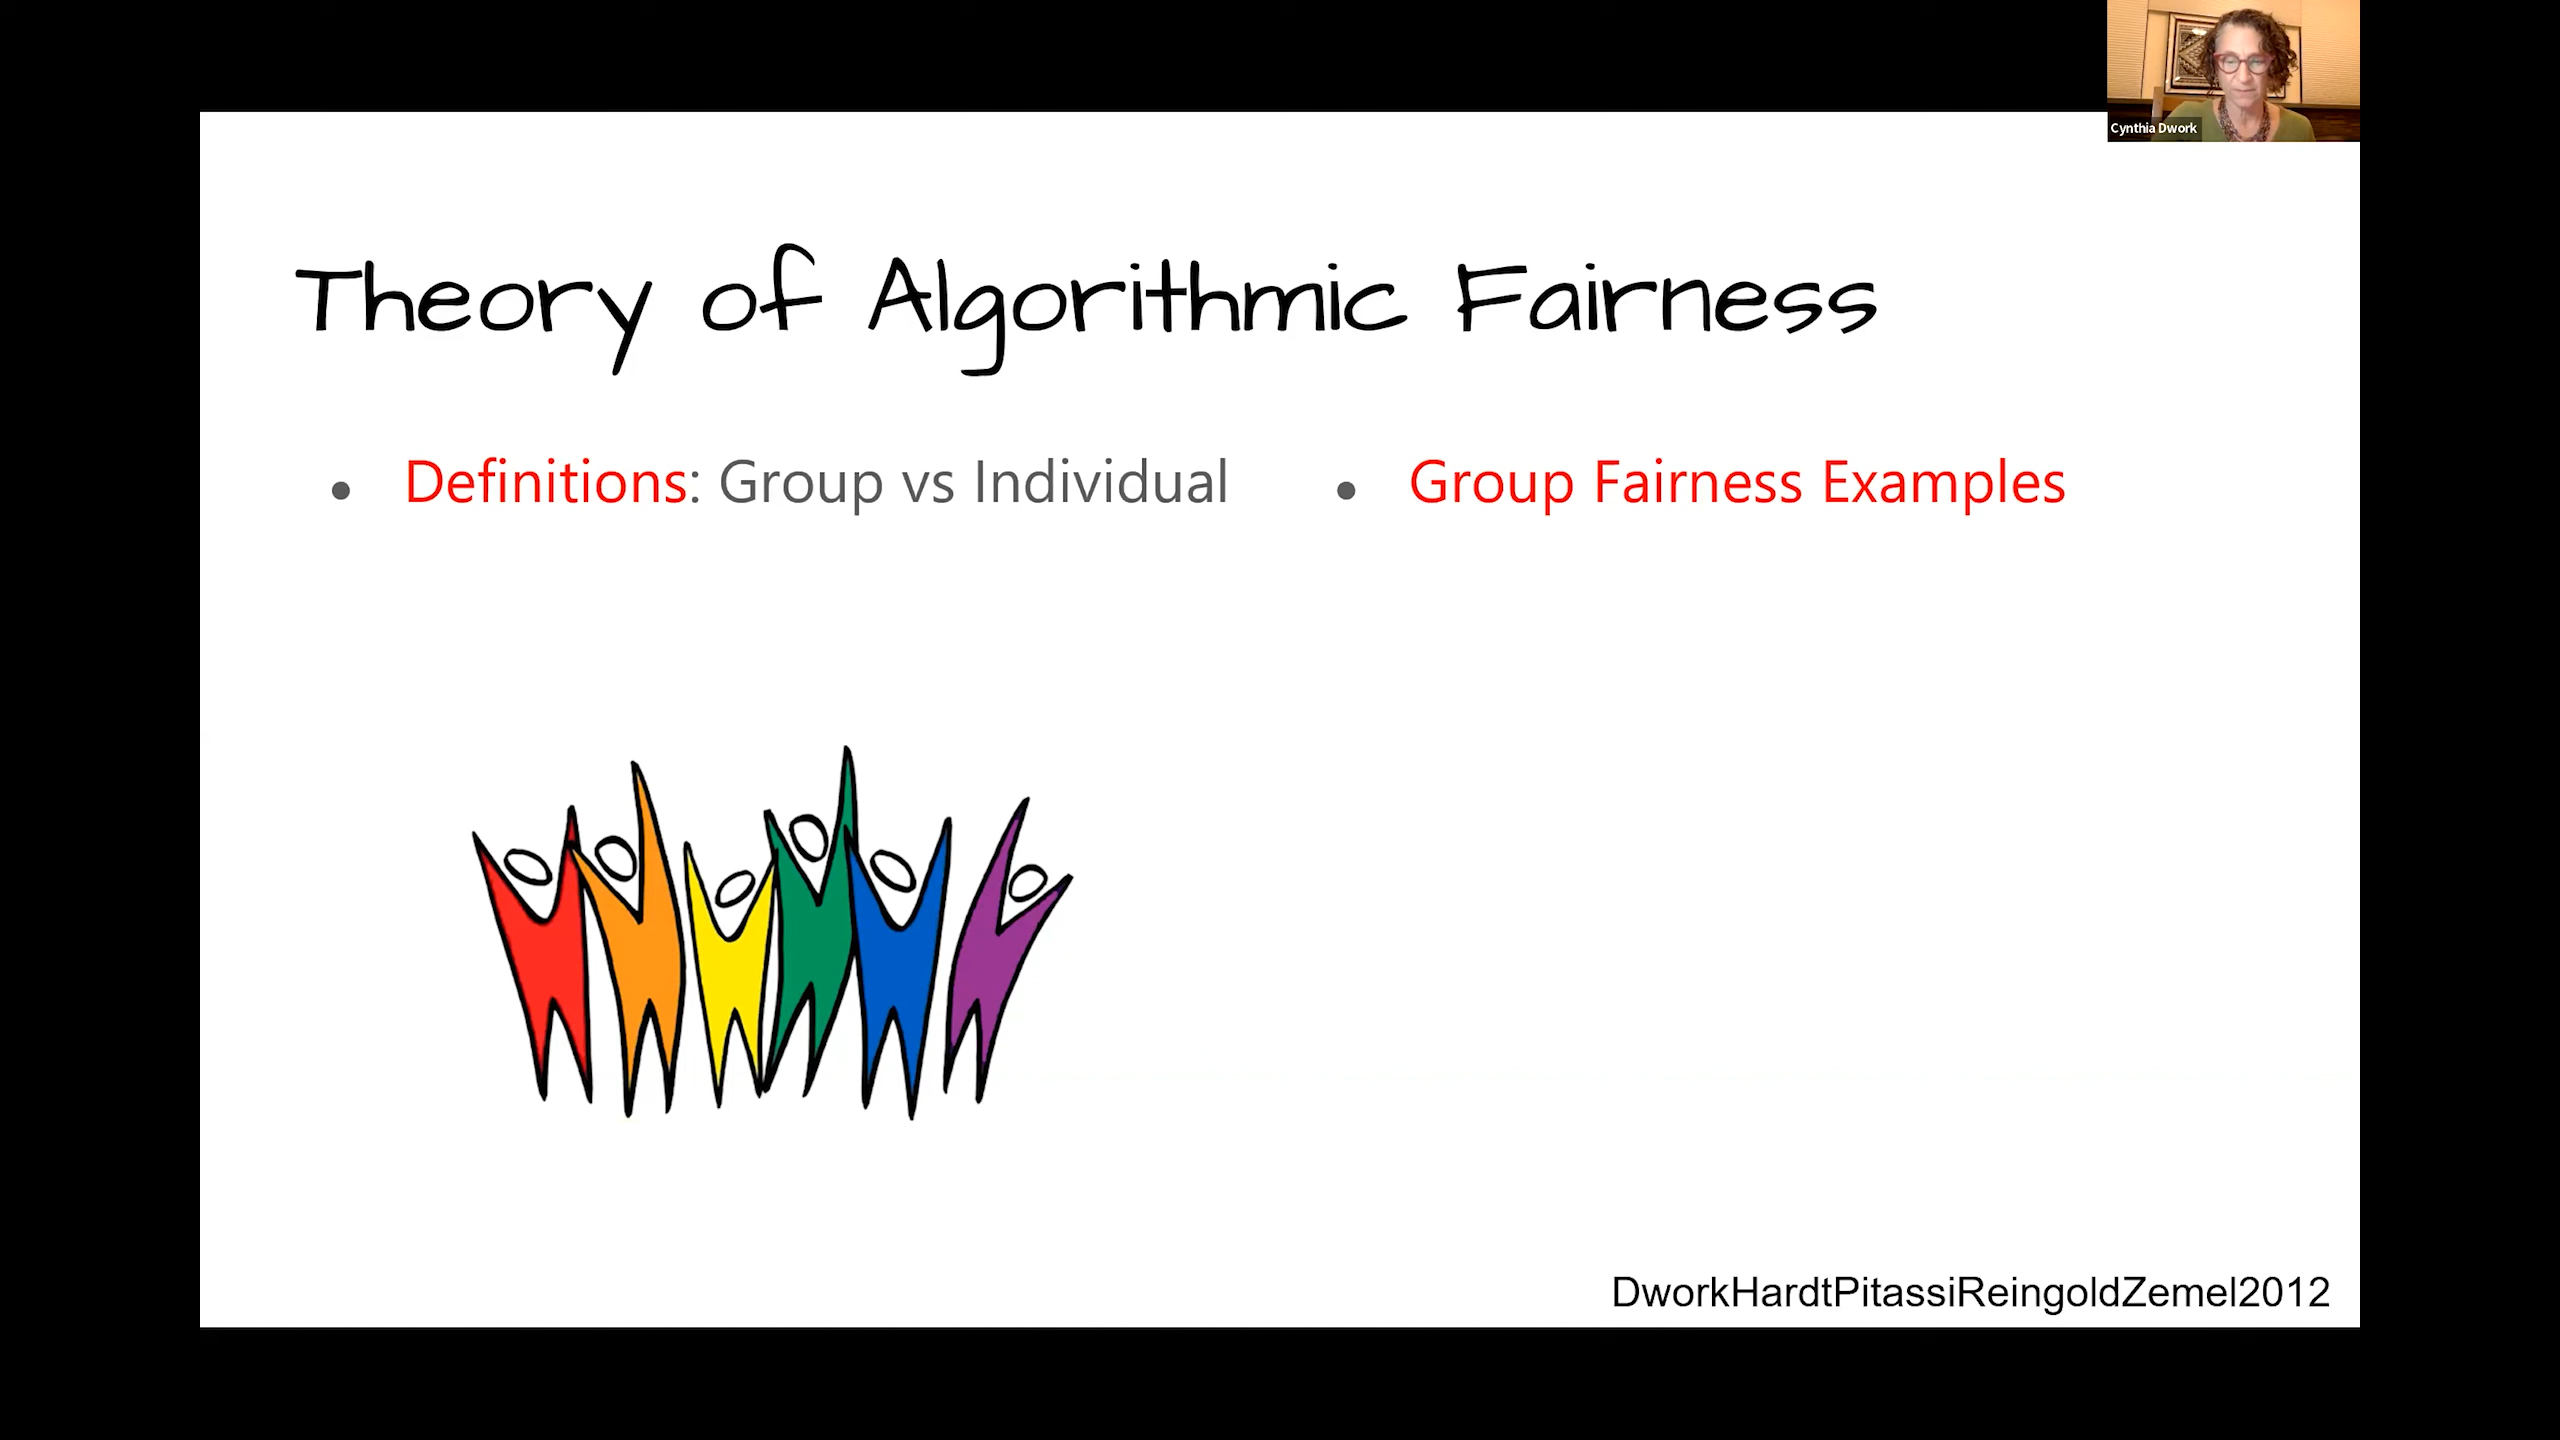 Cynthia Dwork
Theory of Algorithmic Fairness
• Definitions: Group vs Individual
• Group Fairness Examples
DworkHardtPitassiReingoldZemel2012